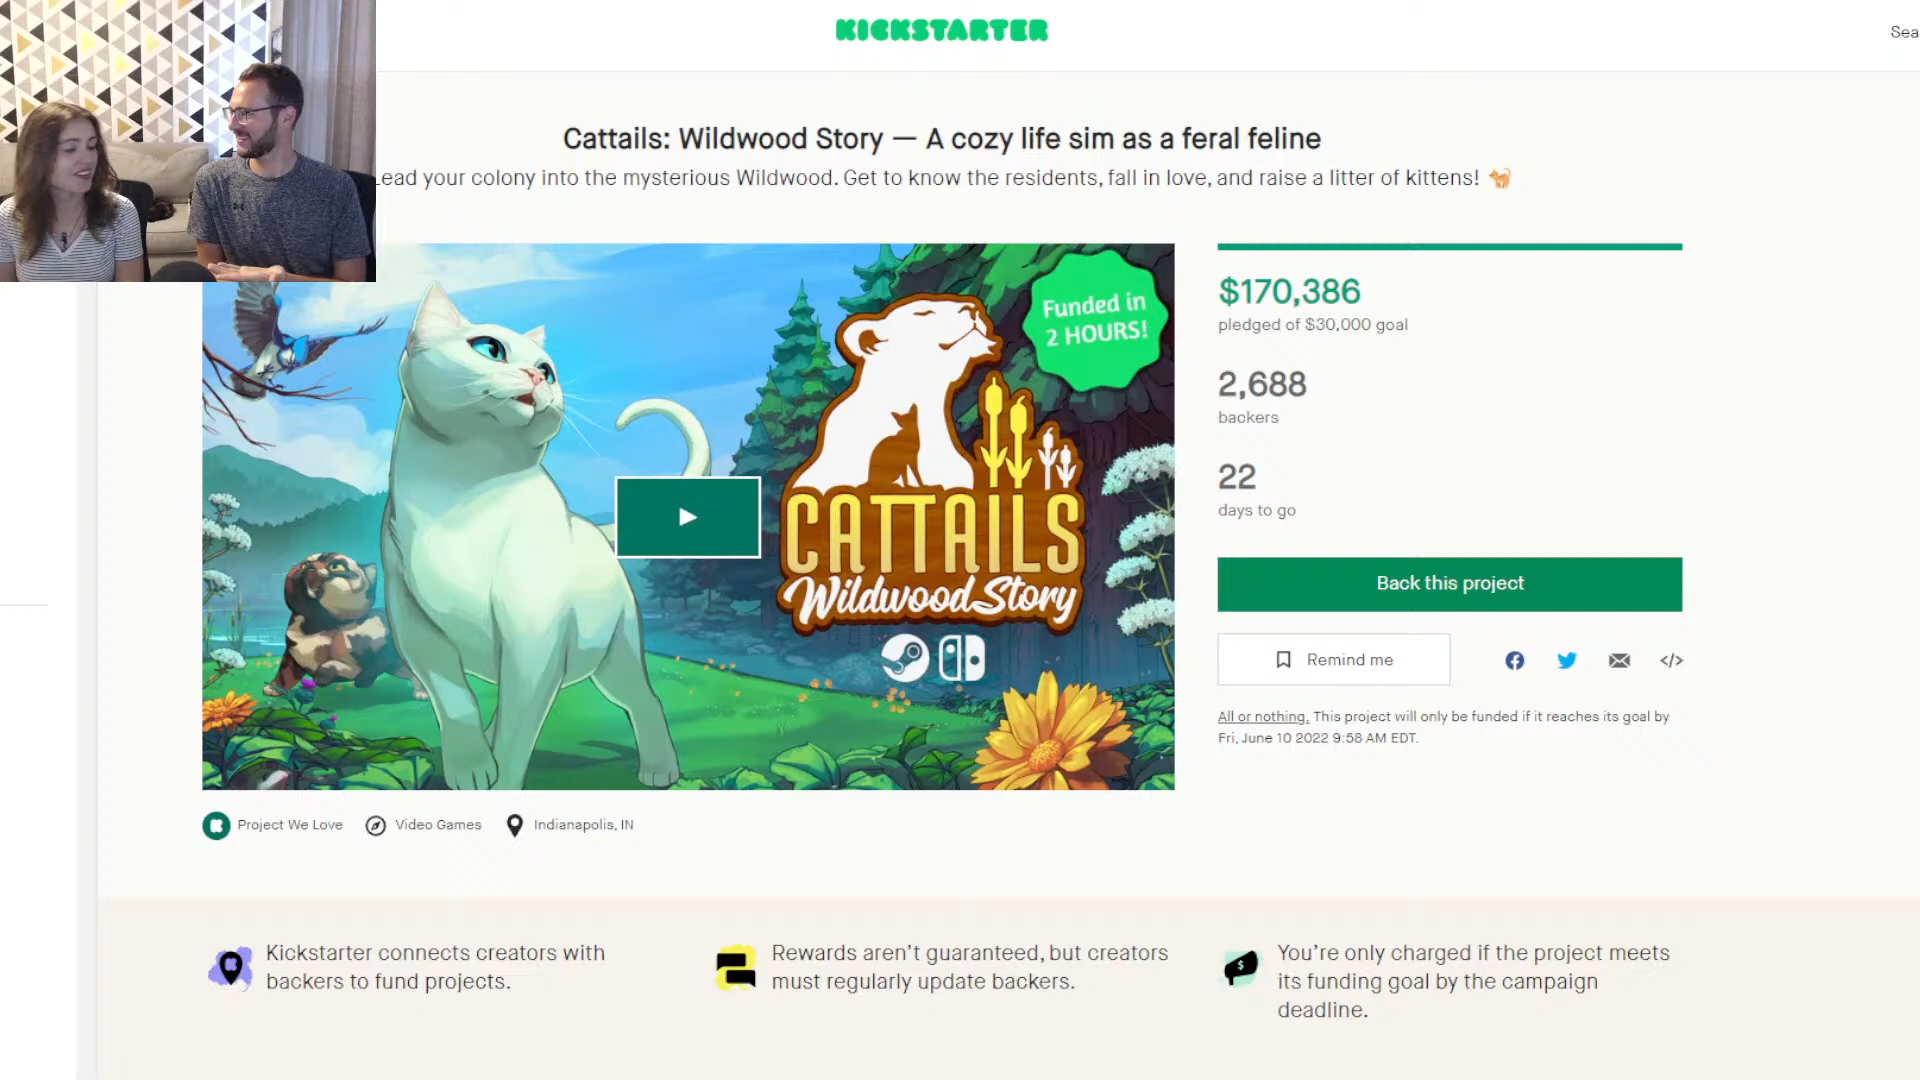 KICKSTARTER
Sea
Cattails: Wildwood Story — A cozy life sim as a feral feline
ead your colony into the mysterious Wildwood. Get to know the residents, fall in love, and raise a litter of kittens!
Funded in
2 HOURS!
CATTAILS
Wildwood Story
$170,386
pledged of $30,000 goal
2,688
backers
22
days to go
Back this project
Remind me
</>
All or nothing. This project will only be funded if it reaches its goal by
Fri, June 10 2022 9:58 AM EDT.
Project We Love
Video Games
Indianapolis, IN
Kickstarter connects creators with
backers to fund projects.
Rewards aren't guaranteed, but creators
must regularly update backers.
You're only charged if the project meets
its funding goal by the campaign
deadline.